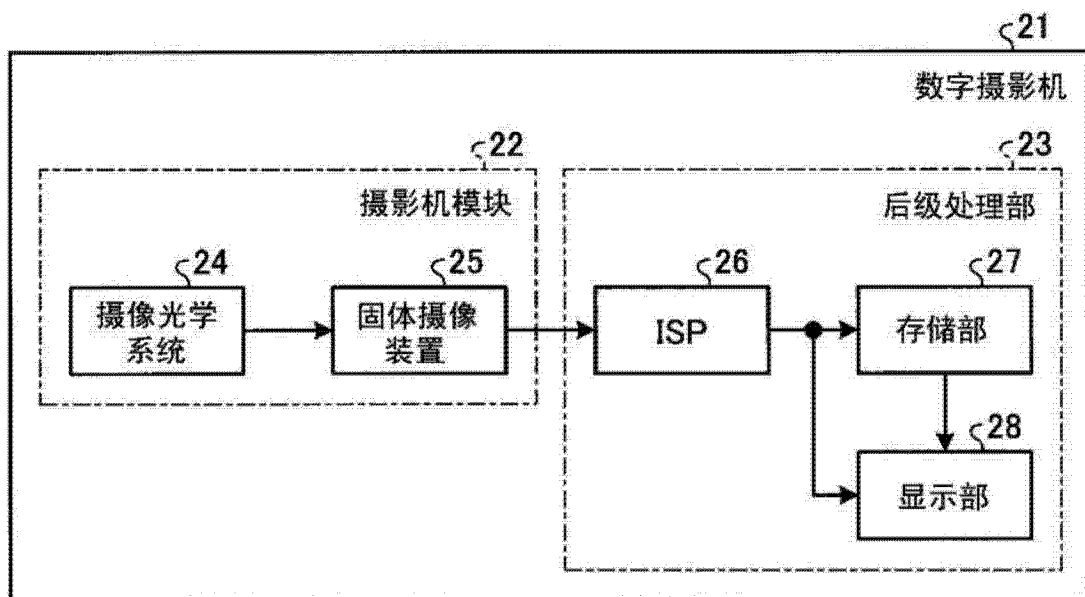 21
数字摄影机
22
摄影机模块
23
后级处理部
24
摄像光学
系统
25
固体摄像
装置
26
ISP
27
存储部
28
显示部